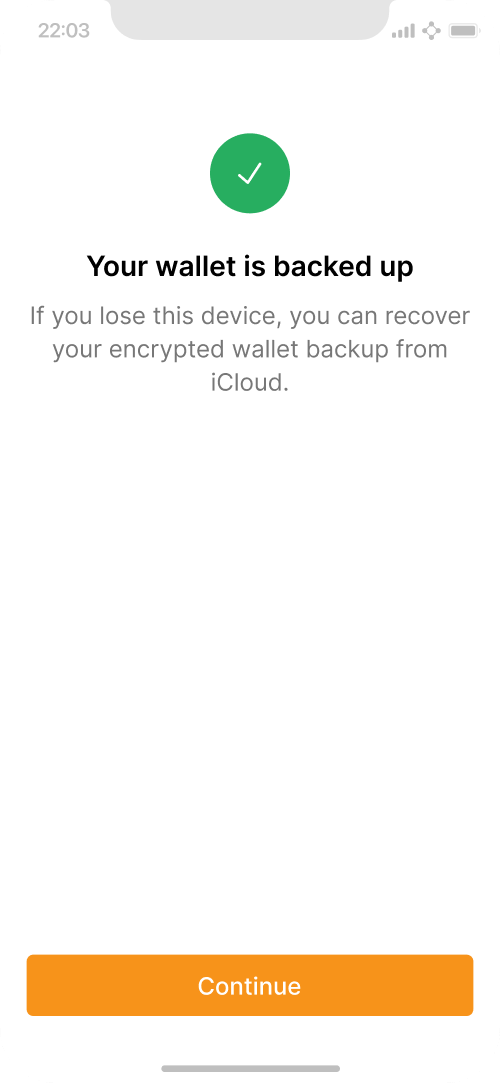 22:03
Your wallet is backed up
If you lose this device, you can recover
your encrypted wallet backup from
iCloud.
Continue